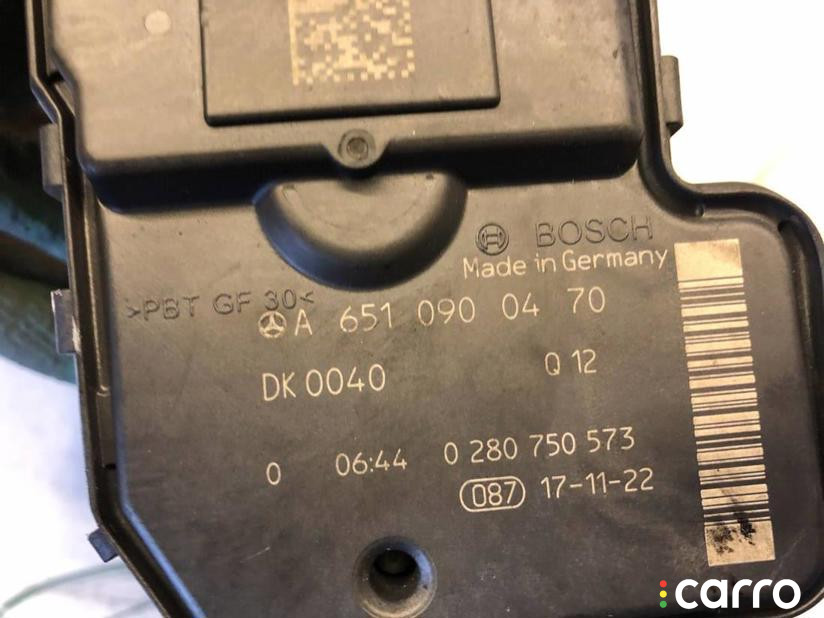 BOSCH
Made in Germany
>PBT GF 30<
A 651 090 04 70
DK 0040 Q 12
0 06:44 0 280 750 573
087 17-11-22
carro